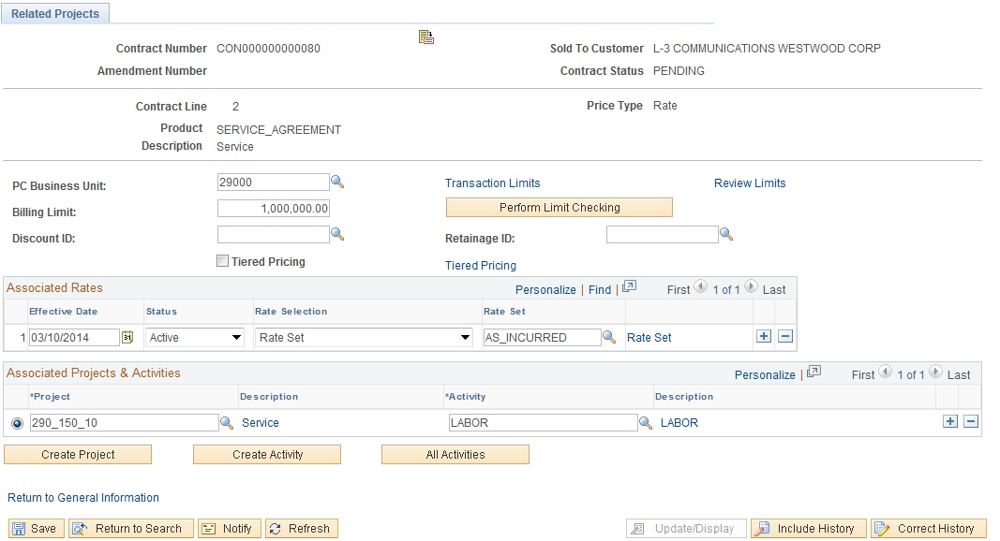 Related Projects
Contract Number CON000000000080 Sold To Customer L-3 COMMUNICATIONS WESTWOOD CORP
Amendment Number Contract Status PENDING
Contract Line 2 Price Type Rate
Product SERVICE_AGREEMENT
Description Service
PC Business Unit: 29000 Transaction Limits Review Limits
Billing Limit: 1,000,000.00 Perform Limit Checking
Discount ID: Retainage ID:
Tiered Pricing Tiered Pricing
Associated Rates Personalize | Find | First 1 of 1 Last
Effective Date Status Rate Selection Rate Set
1 03/10/2014 31 Active Rate Set AS_INCURRED Rate Set
Associated Projects & Activities Personalize | First 1 of 1 Last
*Project Description *Activity Description
290_150_10 Service LABOR LABOR
Create Project Create Activity All Activities
Return to General Information
Save Return to Search Notify Refresh Update/Display Include History Correct History